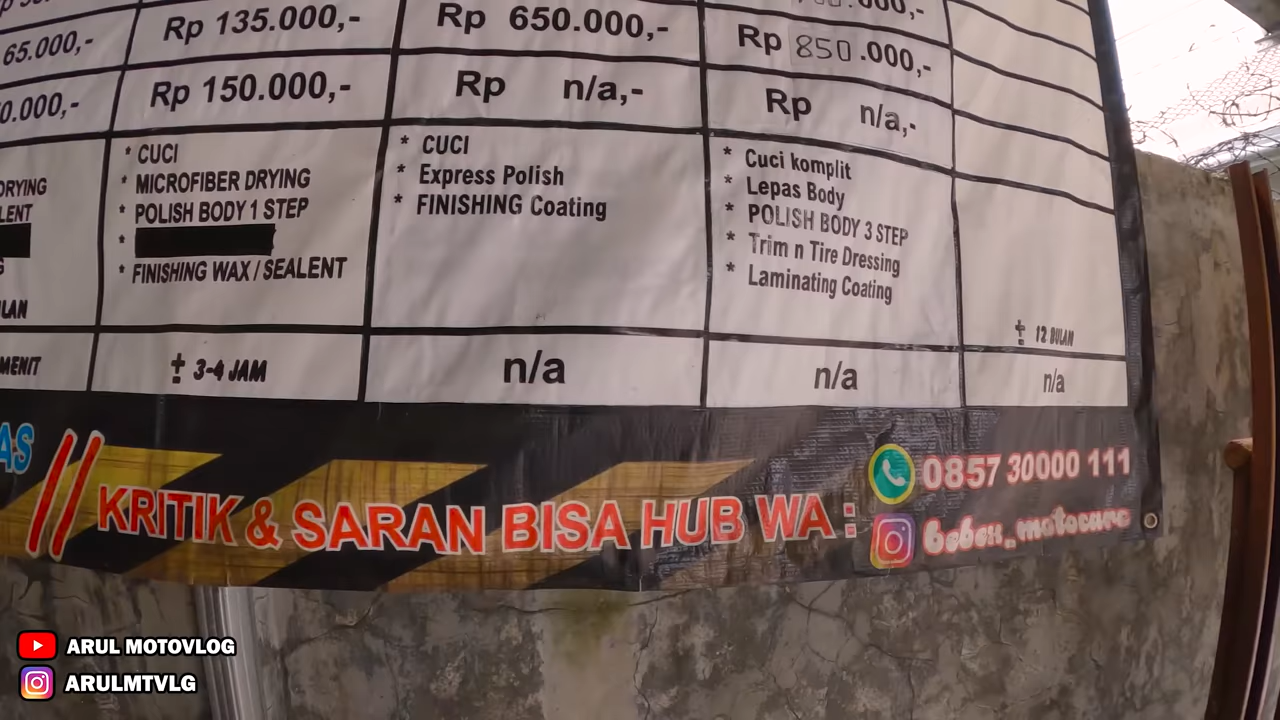 65.000,-
Rp 135.000,-
Rp 650.000,-
Rp 850.000,-
0.000,-
Rp 150.000,-
Rp n/a,-
Rp n/a,-
DRYING
* CUCI
* MICROFIBER DRYING
* POLISH BODY 1 STEP
*
* FINISHING WAX / SEALENT
* CUCI
* Express Polish
* FINISHING Coating
* Cuci komplit
* Lepas Body
* POLISH BODY 3 STEP
* Trim n Tire Dressing
* Laminating Coating
± 12 BULAN
MENIT
± 3-4 JAM
n/a
n/a
n/a
AS // KRITIK & SARAN BISA HUB WA :
0857 30000 111
bebex_motocare
ARUL MOTOVLOG
ARULMTVLG